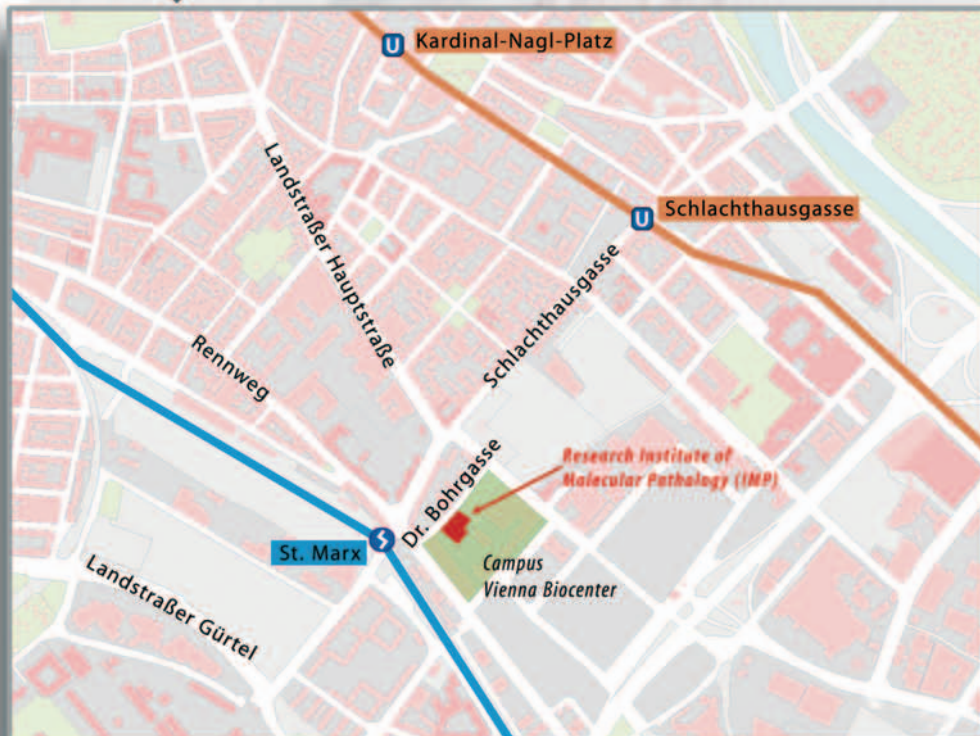 U
Kardinal-Nagl-Platz
U
Schlachthausgasse
Landstraßer Hauptstraße
Schlachthausgasse
Rennweg
Research Institute of
Molecular Pathology (IMP)
Dr. Bohrgasse
St. Marx
Campus
Vienna Biocenter
Landstraßer Gürtel